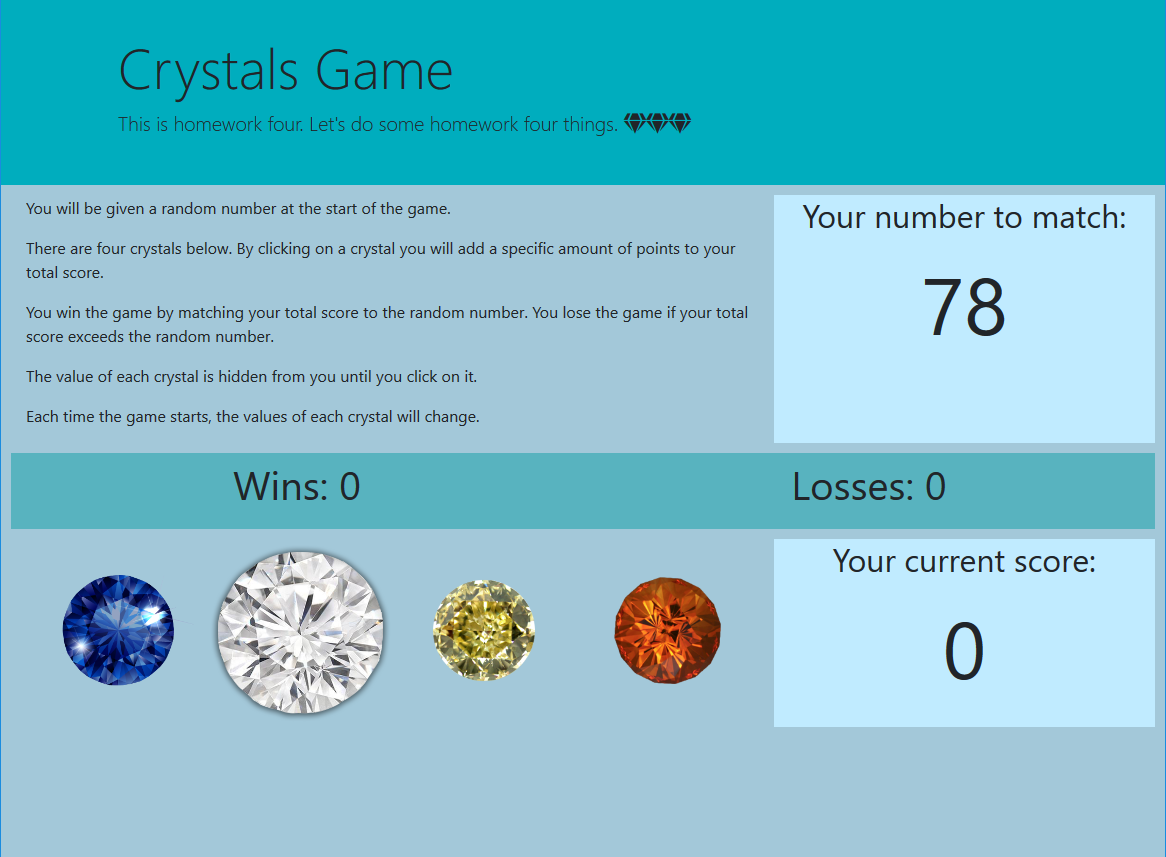 Crystals Game
This is homework four. Let's do some homework four things.
You will be given a random number at the start of the game.
There are four crystals below. By clicking on a crystal you will add a specific amount of points to your
total score.
You win the game by matching your total score to the random number. You lose the game if your total
score exceeds the random number.
The value of each crystal is hidden from you until you click on it.
Each time the game starts, the values of each crystal will change.
Your number to match:
78
Wins: 0
Losses: 0
Your current score:
0